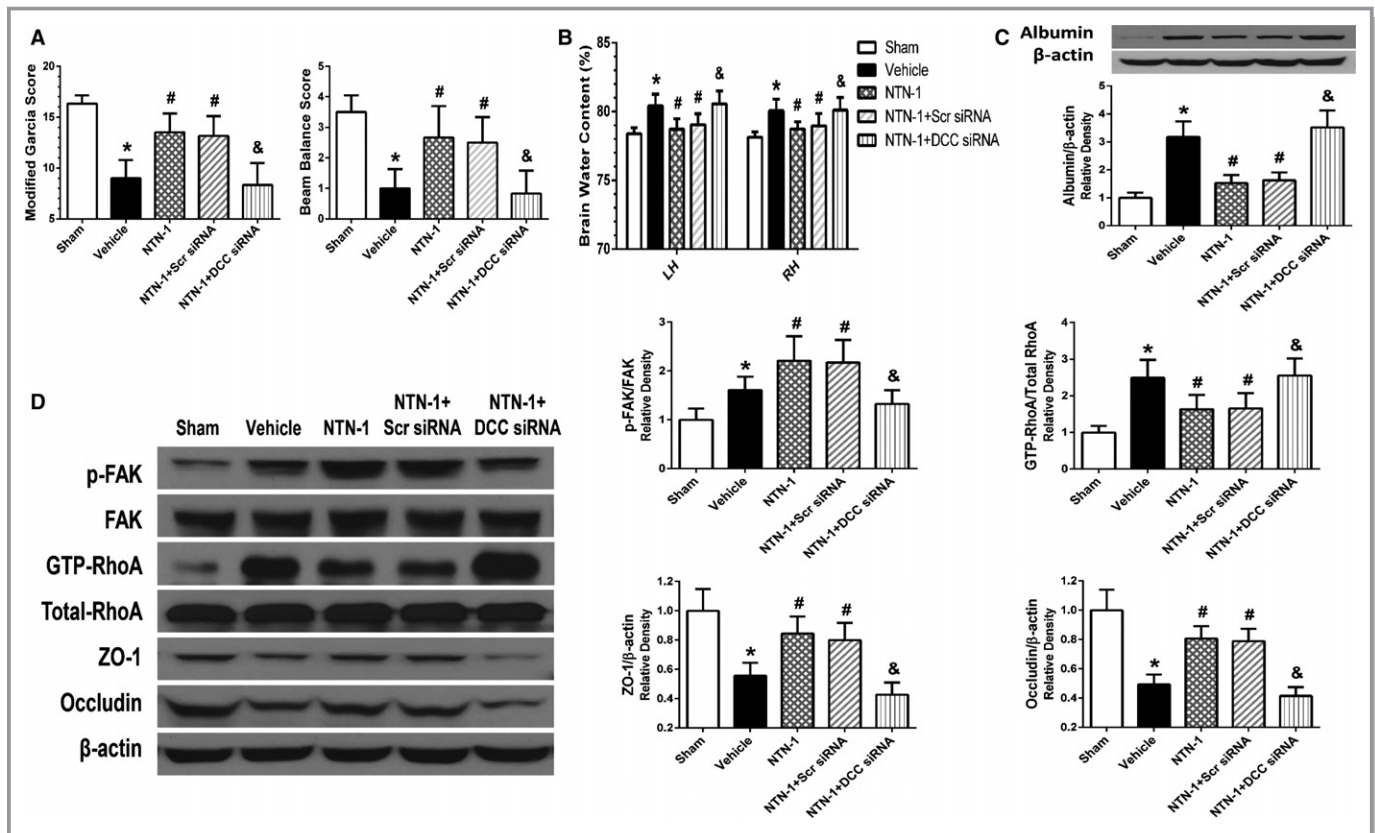 A
Modified Garcia Score
20
15
10
5
*
#
#
&
Sham
Vehicle
NTN-1
NTN-1+Scr siRNA
NTN-1+DCC siRNA
Beam Balance Score
6
4
2
0
*
#
#
&
Sham
Vehicle
NTN-1
NTN-1+Scr siRNA
NTN-1+DCC siRNA
B
Brain Water Content (%)
85
80
75
70
*
#
#
&
*
#
#
&
LH
RH
Sham
Vehicle
NTN-1
NTN-1+Scr siRNA
NTN-1+DCC siRNA
C
Albumin
β-actin
Albumin/β-actin
Relative Density
5
4
3
2
1
0
*
#
#
&
Sham
Vehicle
NTN-1
NTN-1+Scr siRNA
NTN-1+DCC siRNA
D
Sham
Vehicle
NTN-1
NTN-1+
Scr siRNA
NTN-1+
DCC siRNA
p-FAK
FAK
GTP-RhoA
Total-RhoA
ZO-1
Occludin
β-actin
p-FAK/FAK
Relative Density
3
2
1
0
*
#
#
&
Sham
Vehicle
NTN-1
NTN-1+Scr siRNA
NTN-1+DCC siRNA
GTP-RhoA/Total RhoA
Relative Density
4
3
2
1
0
*
#
#
&
Sham
Vehicle
NTN-1
NTN-1+Scr siRNA
NTN-1+DCC siRNA
ZO-1/β-actin
Relative Density
1.2
1.0
0.8
0.6
0.4
0.2
*
#
#
&
Sham
Vehicle
NTN-1
NTN-1+Scr siRNA
NTN-1+DCC siRNA
Occludin/β-actin
Relative Density
1.2
1.0
0.8
0.6
0.4
0.2
*
#
#
&
Sham
Vehicle
NTN-1
NTN-1+Scr siRNA
NTN-1+DCC siRNA